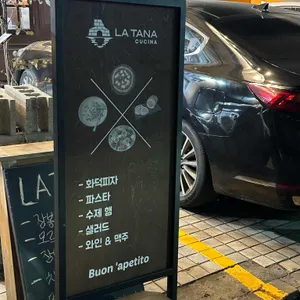 LA TANA
CUCINA
- 화덕피자
- 파스타
- 수제 햄
- 샐러드
- 와인 & 맥주
Buon 'apetito
LA